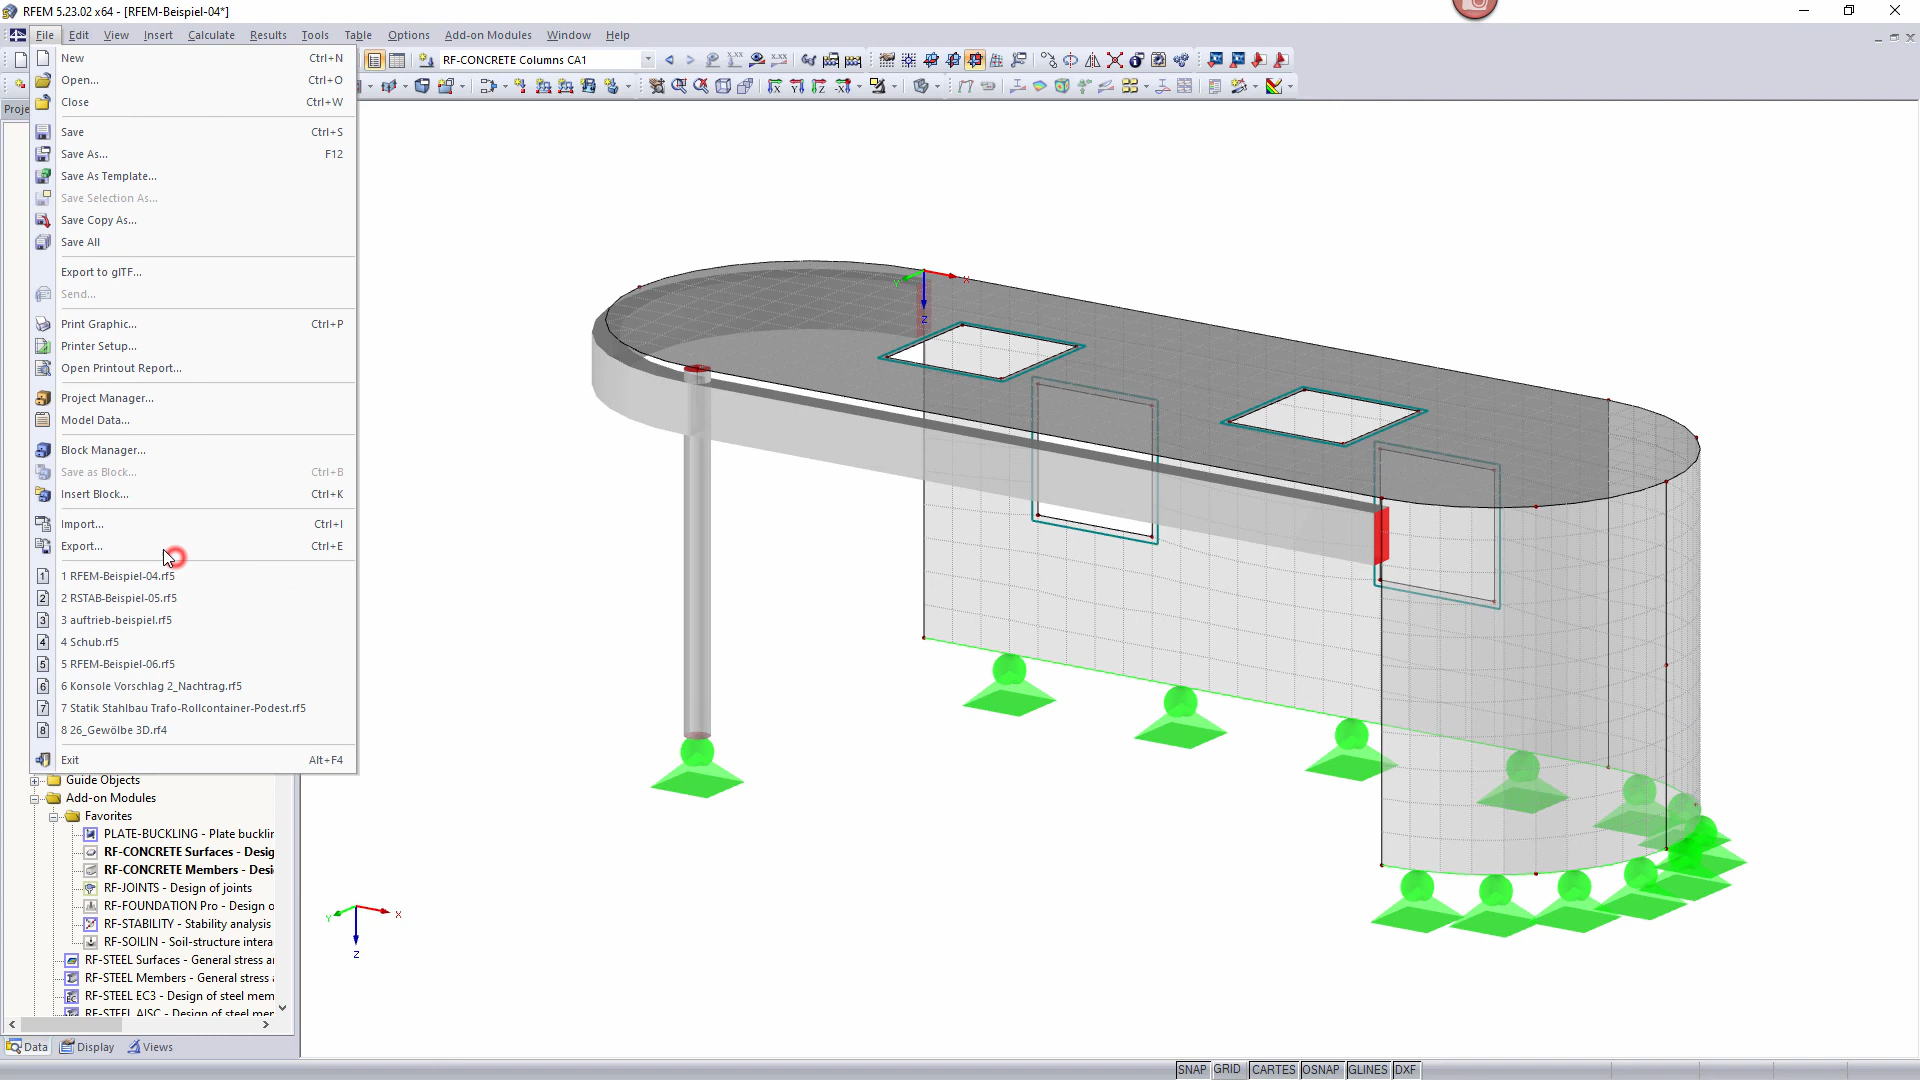 RFEM 5.23.02 x64 - [RFEM-Beispiel-04*]
File Edit View Insert Calculate Results Tools Table Options Add-on Modules Window Help
RF-CONCRETE Columns CA1
Proje
New Ctrl+N
Open... Ctrl+O
Close Ctrl+W
Save Ctrl+S
Save As... F12
Save As Template...
Save Selection As...
Save Copy As...
Save All
Export to glTF...
Send...
Print Graphic... Ctrl+P
Printer Setup...
Open Printout Report...
Project Manager...
Model Data...
Block Manager...
Save as Block... Ctrl+B
Insert Block... Ctrl+K
Import... Ctrl+I
Export... Ctrl+E
1 RFEM-Beispiel-04.rf5
2 RSTAB-Beispiel-05.rf5
3 auftrieb-beispiel.rf5
4 Schub.rf5
5 RFEM-Beispiel-06.rf5
6 Konsole Vorschlag 2_Nachtrag.rf5
7 Statik Stahlbau Trafo-Rollcontainer-Podest.rf5
8 26_Gewölbe 3D.rf4
Exit Alt+F4
Guide Objects
Add-on Modules
Favorites
PLATE-BUCKLING - Plate bucklin
RF-CONCRETE Surfaces - Desig
RF-CONCRETE Members - Desi
RF-JOINTS - Design of joints
RF-FOUNDATION Pro - Design o
RF-STABILITY - Stability analysis
RF-SOILIN - Soil-structure intera
RF-STEEL Surfaces - General stress a
RF-STEEL Members - General stress a
RF-STEEL EC3 - Design of steel mem
RF-STEEL AISC - Design of steel mer
Data Display Views
Y X
Z
Y X
Z
SNAP GRID CARTES OSNAP GLINES DXF